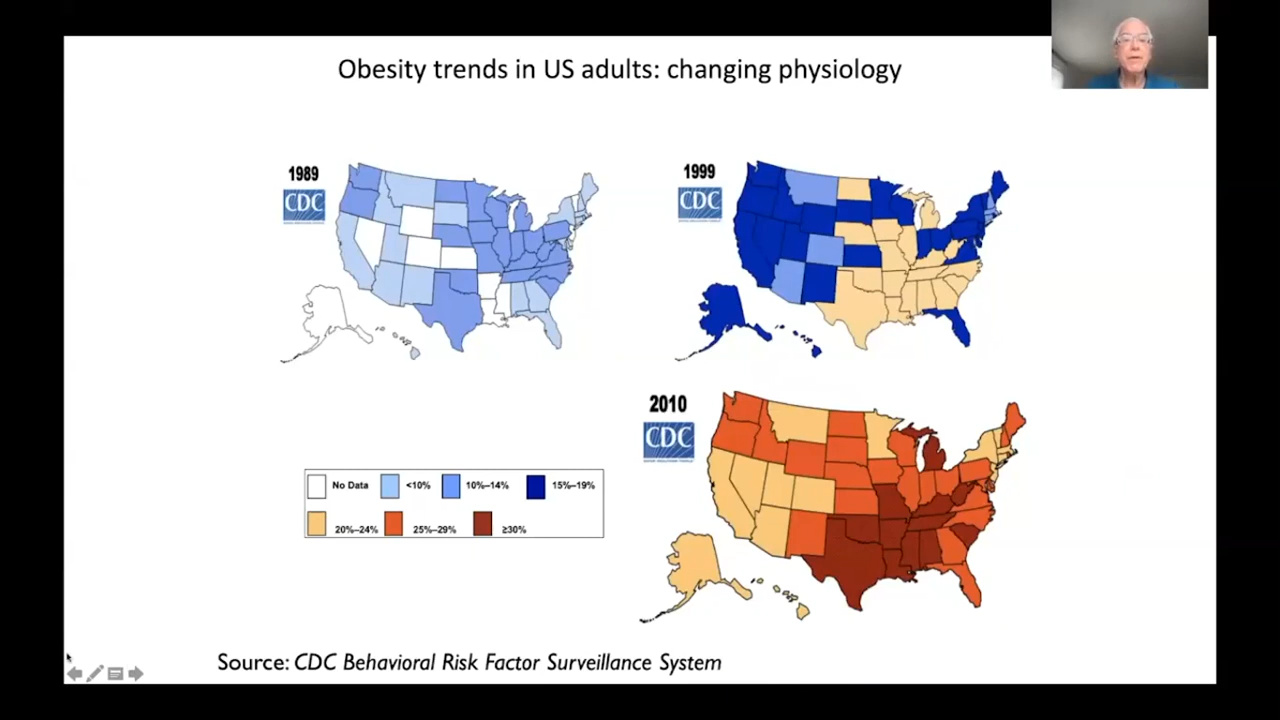 Obesity trends in US adults: changing physiology
1989
CDC
1999
CDC
2010
CDC
No Data
<10%
10%–14%
15%–19%
20%–24%
25%–29%
≥30%
Source: CDC Behavioral Risk Factor Surveillance System